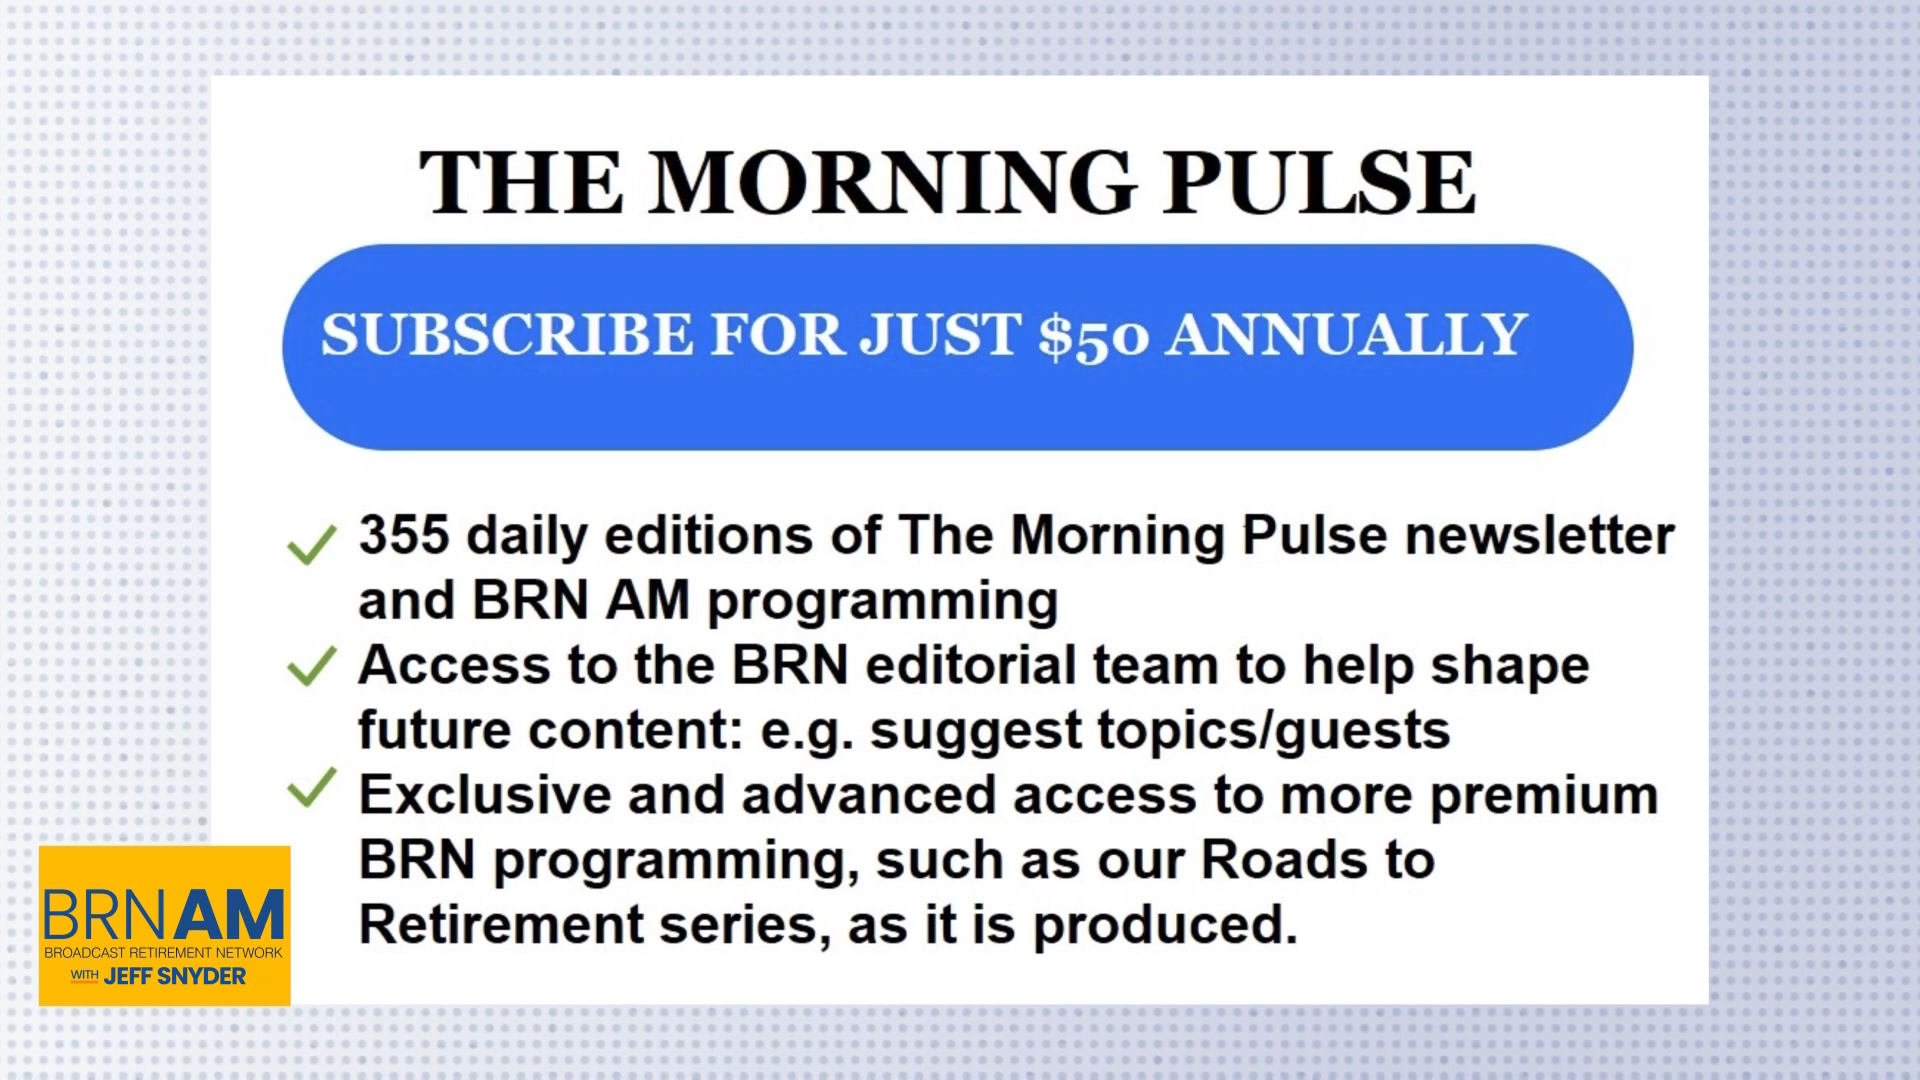 THE MORNING PULSE
SUBSCRIBE FOR JUST $50 ANNUALLY
355 daily editions of The Morning Pulse newsletter
and BRN AM programming
Access to the BRN editorial team to help shape
future content: e.g. suggest topics/guests
Exclusive and advanced access to more premium
BRN programming, such as our Roads to
Retirement series, as it is produced.
BRNAM
BROADCAST RETIREMENT NETWORK
WITH JEFF SNYDER